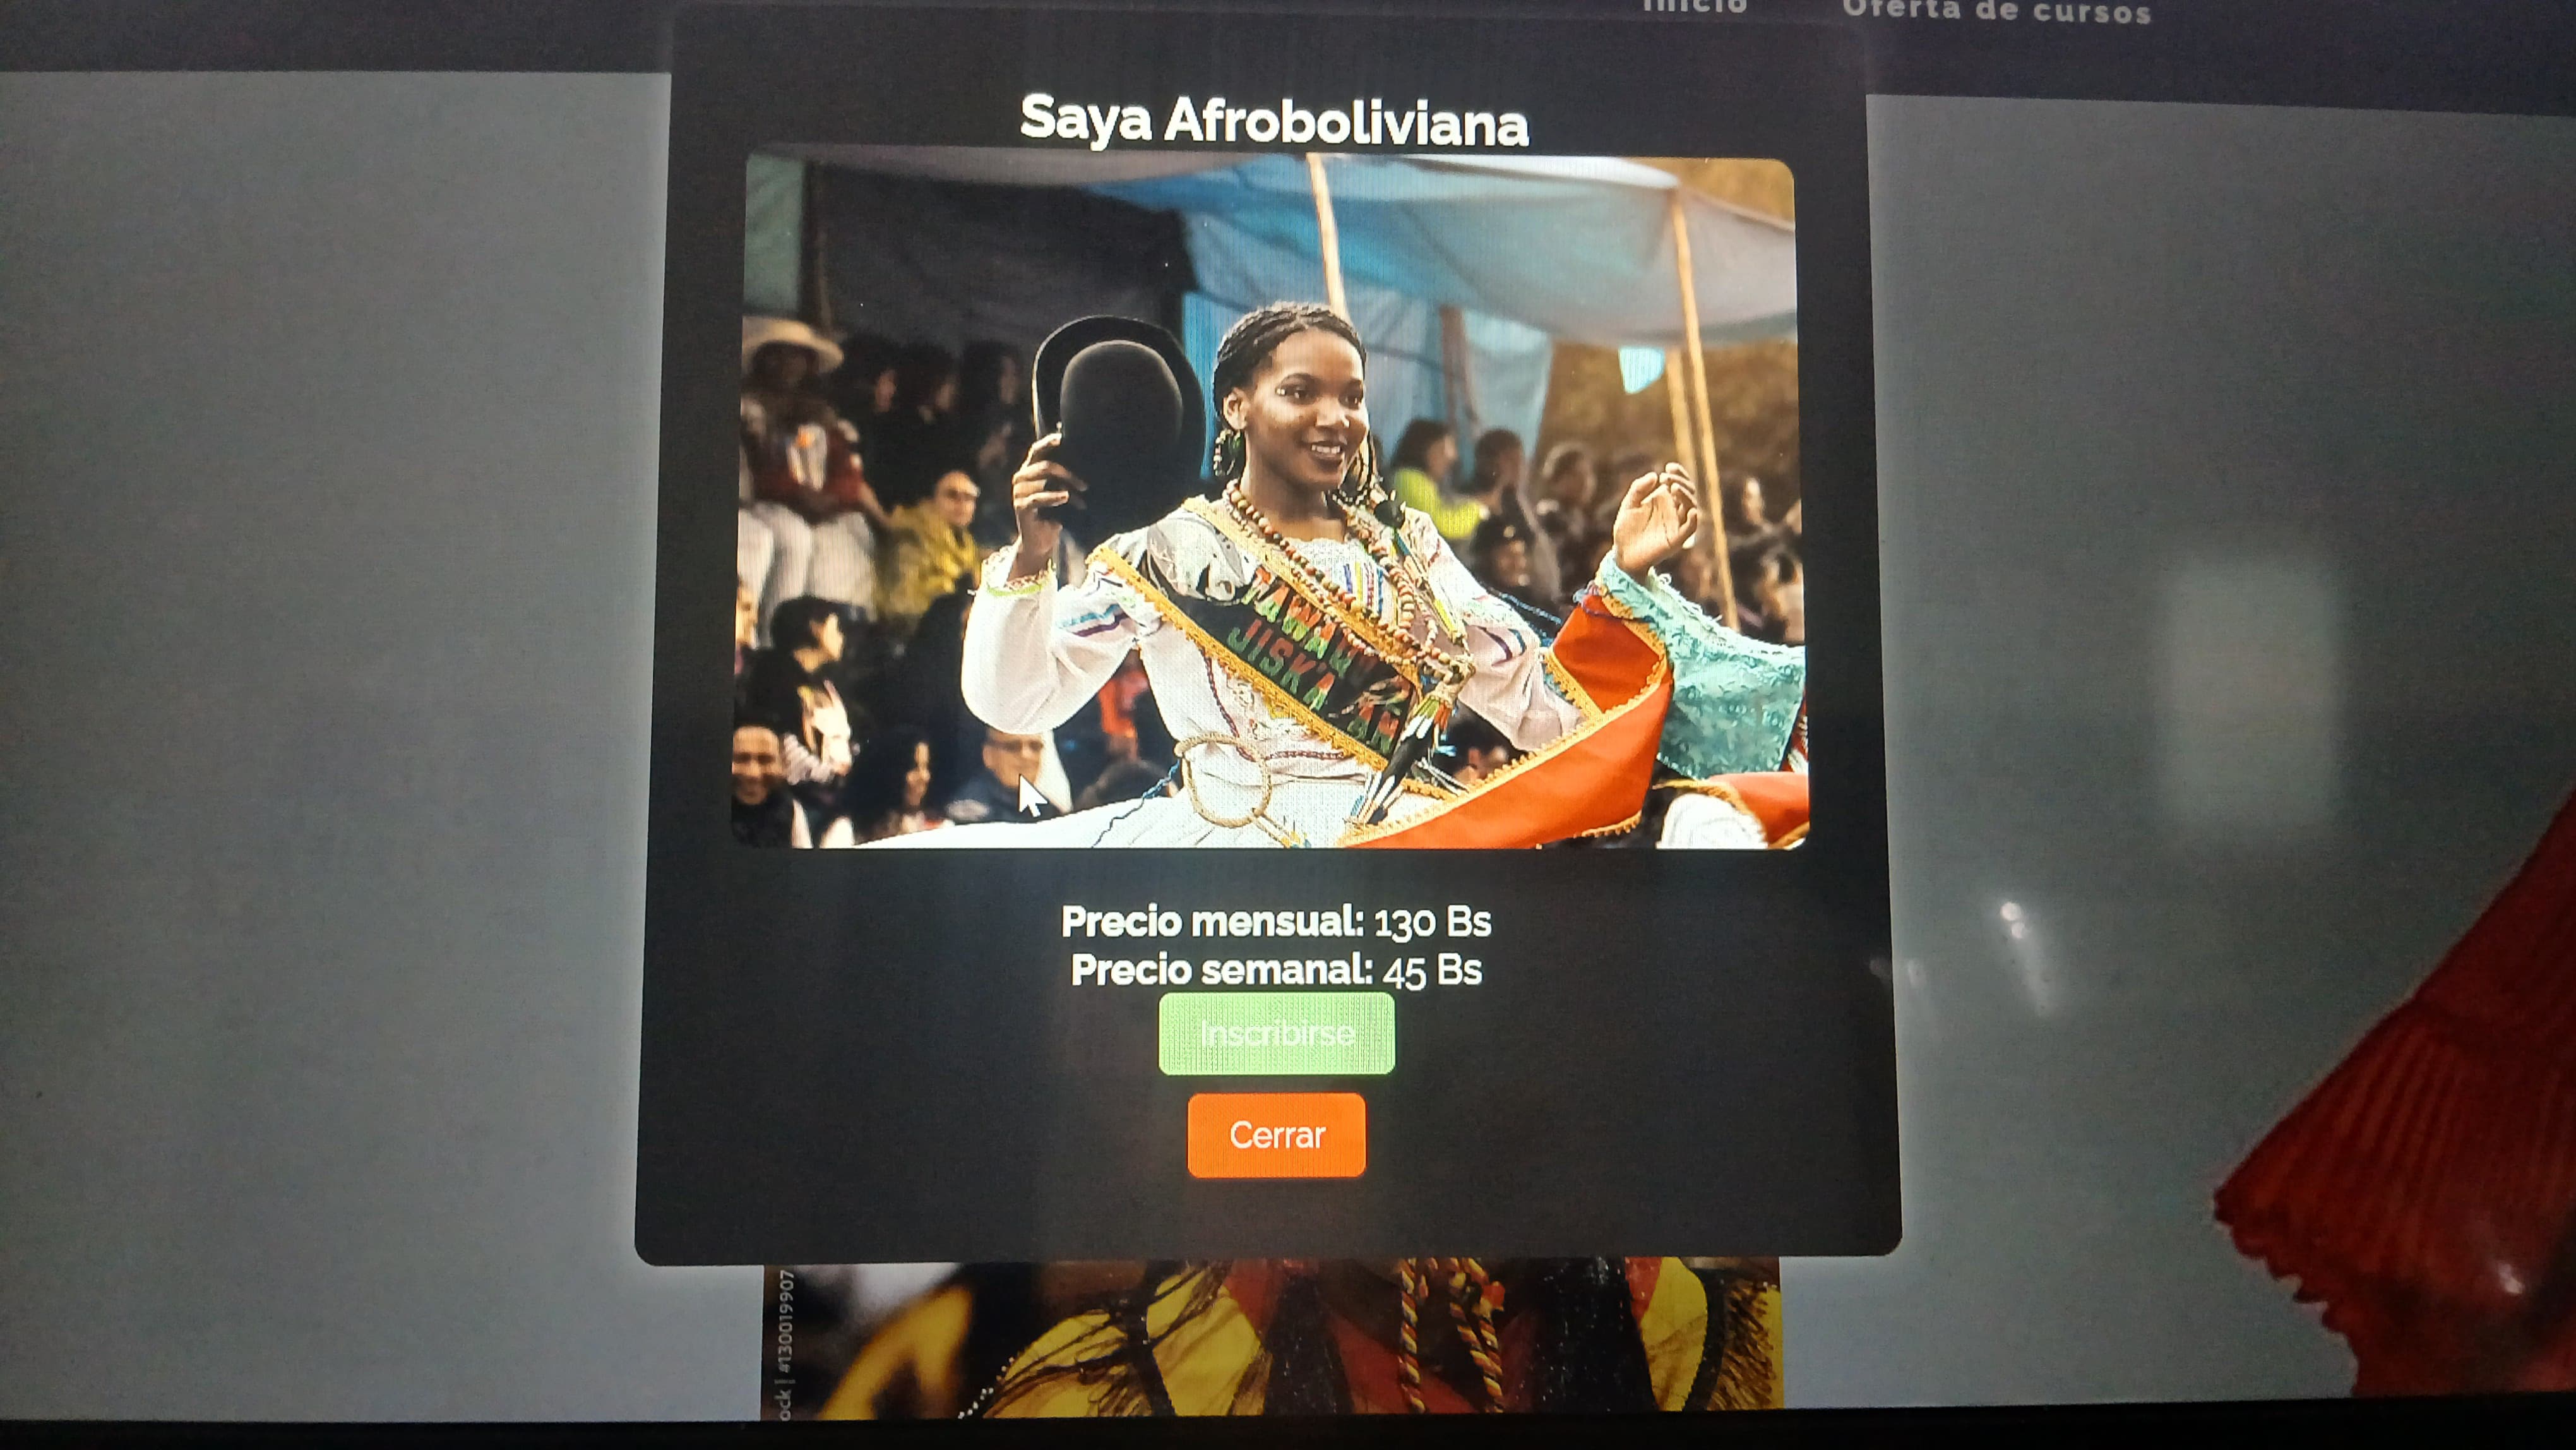 Inicio
Oferta de cursos
Saya Afroboliviana
JISK'A
Precio mensual: 130 Bs
Precio semanal: 45 Bs
Inscribirse
Cerrar
ock | #130019907